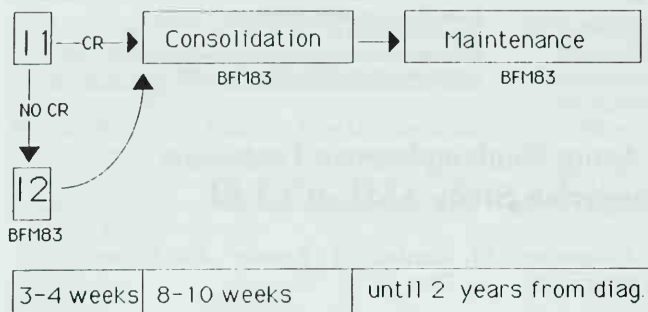 I1
CR
Consolidation
Maintenance
BFM83
BFM83
NO CR
I2
BFM83
3-4 weeks
8-10 weeks
until 2 years from diag.